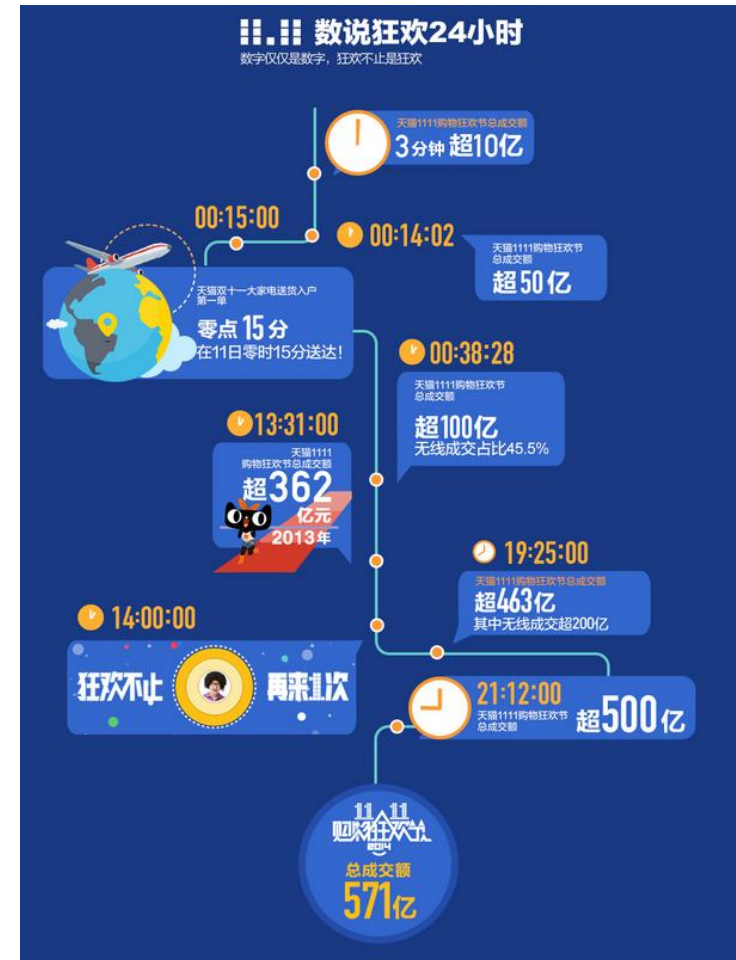 11.11 数说狂欢24小时
数字仅仅是数字，狂欢不止是狂欢
天猫1111购物狂欢节总成交额
3分钟 超10亿
00:15:00
00:14:02
天猫1111购物狂欢节
总成交额
超50亿
天猫双十一大家电送货入户
第一单
零点15分
在11日零时15分送达!
00:38:28
天猫1111购物狂欢节
总成交额
超100亿
无线成交占比45.5%
13:31:00
天猫1111
购物狂欢节总成交额
超362
亿元
2013年
19:25:00
天猫1111购物狂欢节总成交额
超463亿
其中无线成交超200亿
14:00:00
狂欢不止
再来1次
21:12:00
天猫1111购物狂欢节
总成交额
超500亿
11 11
购物狂欢节
2014
总成交额
571亿